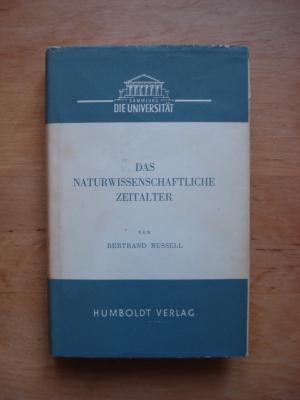 SAMMLUNG
DIE UNIVERSITÄT
DAS
NATURWISSENSCHAFTLICHE
ZEITALTER
VON
BERTRAND RUSSELL
HUMBOLDT VERLAG